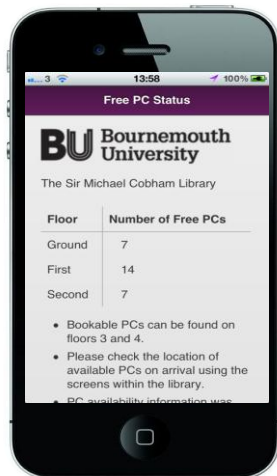 ...3 13:58 100%
Free PC Status
BU Bournemouth
University
The Sir Michael Cobham Library
Floor Number of Free PCs
Ground 7
First 14
Second 7
• Bookable PCs can be found on
floors 3 and 4.
• Please check the location of
available PCs on arrival using the
screens within the library.
• PC availability information was